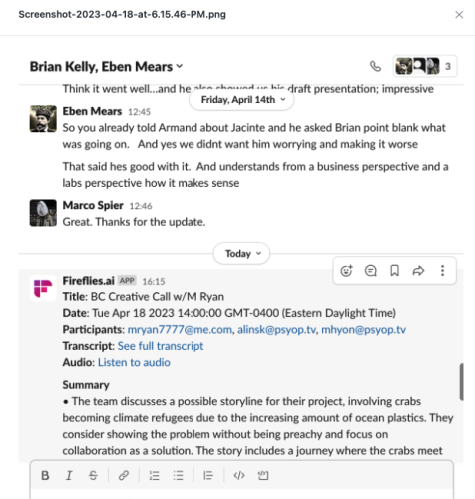 Screenshot-2023-04-18-at-6.15.46-PM.png
Brian Kelly, Eben Mears
3
Think it went well...and he also showed us his draft presentation; impressive
Friday, April 14th
Eben Mears 12:45
So you already told Armand about Jacinte and he asked Brian point blank what
was going on. And yes we didnt want him worrying and making it worse
That said hes good with it. And understands from a business perspective and a
labs perspective how it makes sense
Marco Spier 12:46
Great. Thanks for the update.
Today
Fireflies.ai APP 16:15
Title: BC Creative Call w/M Ryan
Date: Tue Apr 18 2023 14:00:00 GMT-0400 (Eastern Daylight Time)
Participants: mryan7777@me.com, alinsk@psyop.tv, mhyon@psyop.tv
Transcript: See full transcript
Audio: Listen to audio
Summary
• The team discusses a possible storyline for their project, involving crabs
becoming climate refugees due to the increasing amount of ocean plastics. They
consider showing the problem without being preachy and focus on
collaboration as a solution. The story includes a journey where the crabs meet